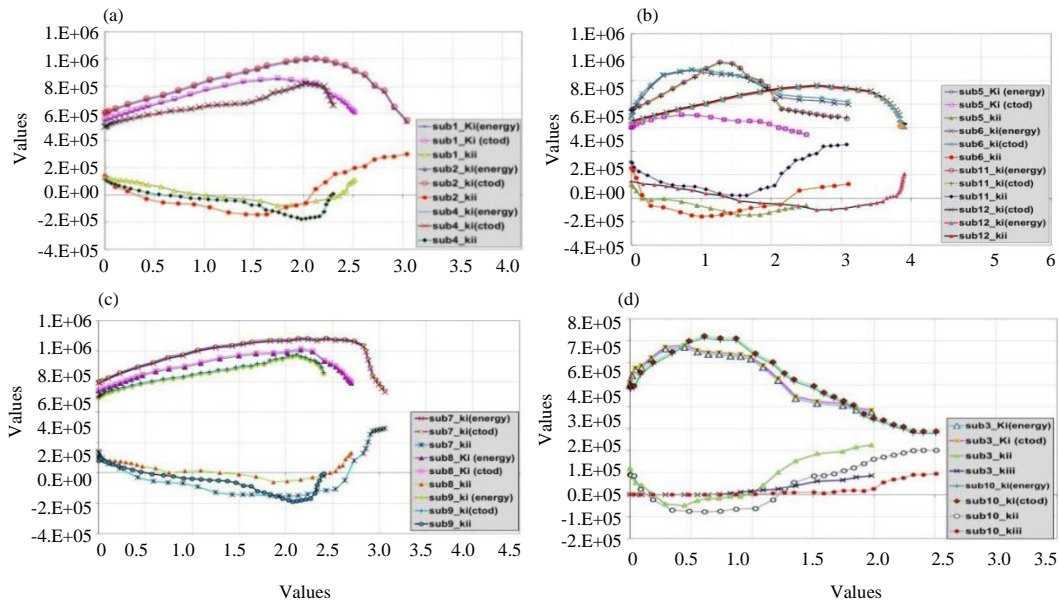 (a)
1.E+06
1.E+06
8.E+05
6.E+05
4.E+05
2.E+05
0.E+00
-2.E+05
-4.E+05
Values
0.0 0.5 1.0 1.5 2.0 2.5 3.0 3.5 4.0
sub1_Ki(energy)
sub1_Ki (ctod)
sub1_kii
sub2_ki(energy)
sub2_ki(ctod)
sub2_kii
sub4_ki(energy)
sub4_ki(ctod)
sub4_kii
(b)
1.E+06
1.E+06
8.E+05
6.E+05
4.E+05
2.E+05
0.E+00
-2.E+05
-4.E+05
Values
0 1 2 3 4 5 6
sub5_Ki (energy)
sub5_Ki (ctod)
sub5_kii
sub6_ki(energy)
sub6_ki(ctod)
sub6_kii
sub11_ki(energy)
sub11_ki(ctod)
sub11_kii
sub12_ki(ctod)
sub12_ki(energy)
sub12_kii
(c)
1.E+06
1.E+06
8.E+05
6.E+05
4.E+05
2.E+05
0.E+00
-2.E+05
-4.E+05
Values
0.0 0.5 1.0 1.5 2.0 2.5 3.0 3.5 4.0 4.5
Values
sub7_ki(energy)
sub7_ki(ctod)
sub7_kii
sub8_Ki (energy)
sub8_Ki (ctod)
sub8_kii
sub9_ki (energy)
sub9_ki(ctod)
sub9_kii
(d)
8.E+05
7.E+05
6.E+05
5.E+05
4.E+05
3.E+05
2.E+05
1.E+05
0.E+00
-1.E+05
-2.E+05
Values
0.0 0.5 1.0 1.5 2.0 2.5 3.0 3.5
Values
sub3_Ki(energy)
sub3_Ki (ctod)
sub3_kii
sub3_kiii
sub10_ki(energy)
sub10_ki(ctod)
sub10_kii
sub10_kiii